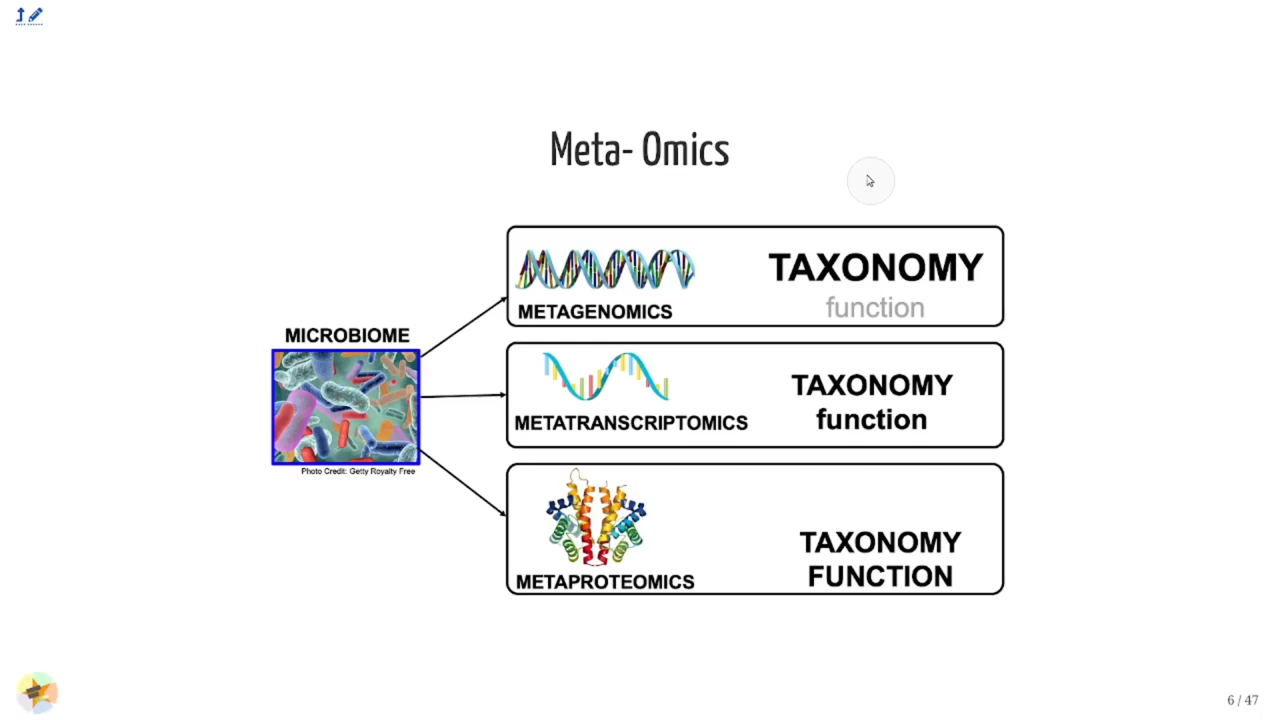 Meta- Omics
MICROBIOME
Photo Credit: Getty Royalty Free
METAGENOMICS
TAXONOMY
function
METATRANSCRIPTOMICS
TAXONOMY
function
METAPROTEOMICS
TAXONOMY
FUNCTION
6 / 47